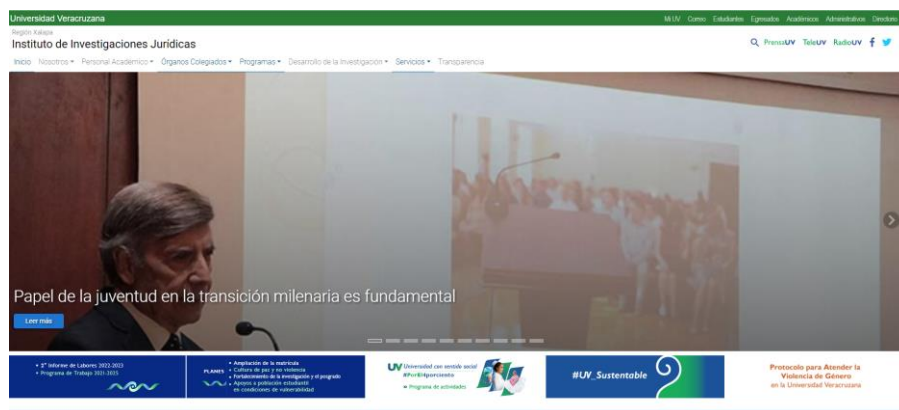 Universidad Veracruzana
Mi UV Correo Estudiantes Egresados Académicos Administrativos Directorio
Región Xalapa
Instituto de Investigaciones Jurídicas
PrensaUV TeleUV RadioUV
Inicio Nosotros Personal Académico Órganos Colegiados Programas Desarrollo de la Investigación Servicios Transparencia
Papel de la juventud en la transición milenaria es fundamental
Leer más
• 2° Informe de Labores 2022-2023
• Programa de Trabajo 2021-2025
PLANES
• Ampliación de la matrícula
• Cultura de paz y no violencia
• Fortalecimiento de la investigación y el posgrado
• Apoyos a población estudiantil
en condiciones de vulnerabilidad
UV Universidad con sentido social
#PorElHporciento
• Programa de actividades
#UV_Sustentable
Protocolo para Atender la
Violencia de Género
en la Universidad Veracruzana